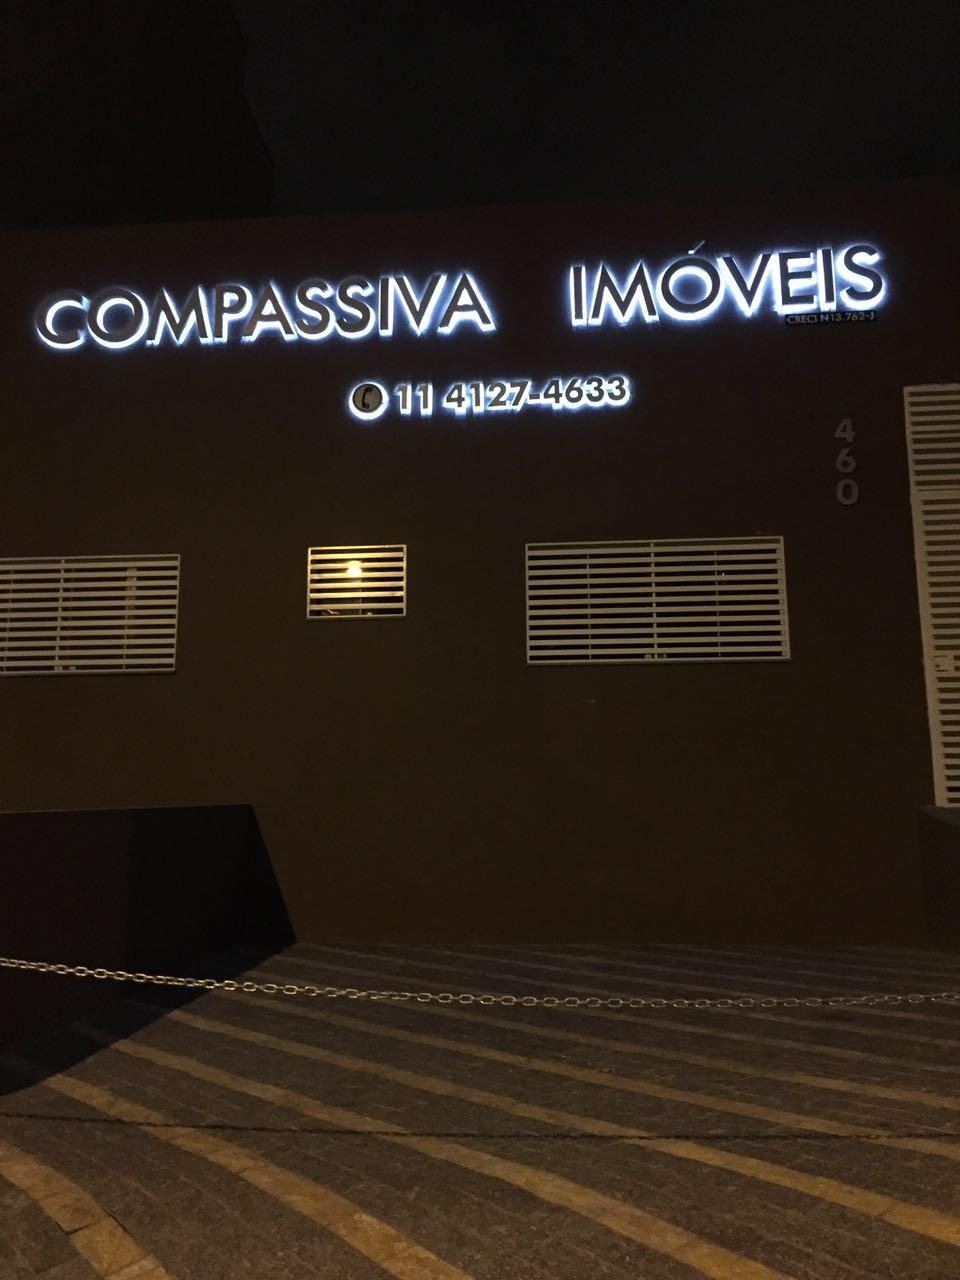 COMPASSIVA IMÓVEIS
CRECI N13.762-J
11 4127-4633
460